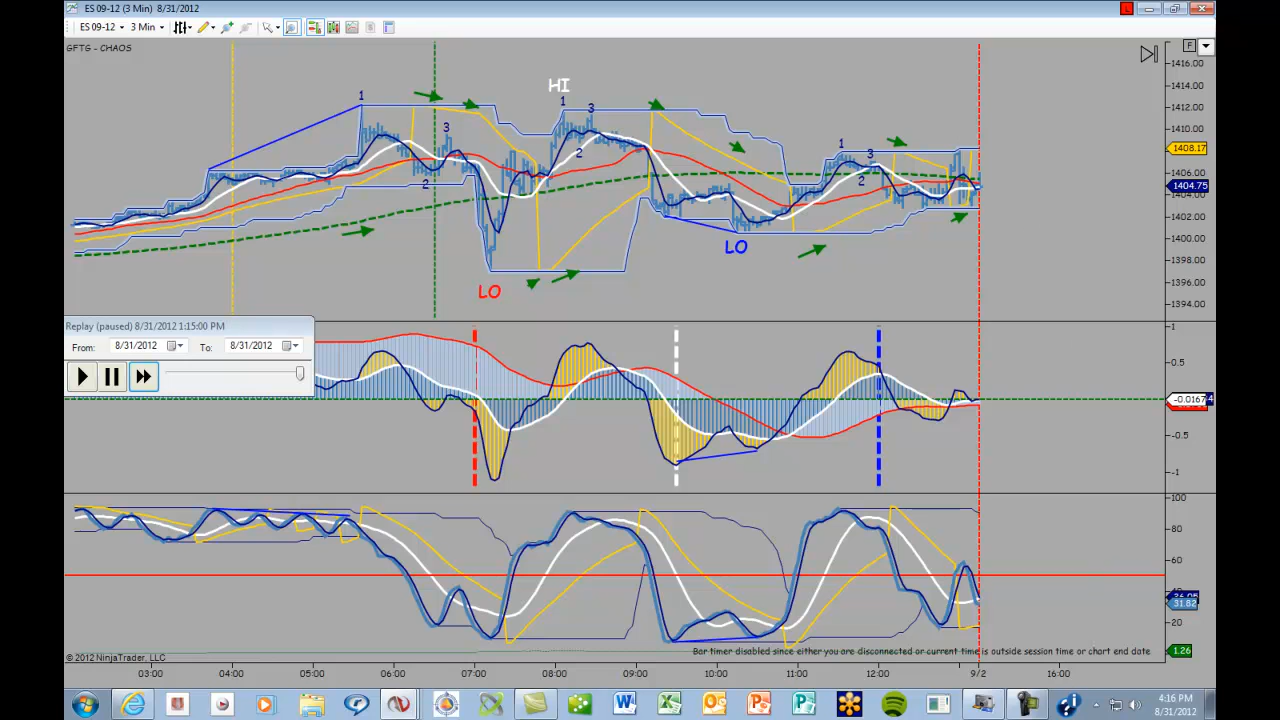 ES 09-12 (3 Min) 8/31/2012
ES 09-12 3 Min
GFTG - CHAOS
F
1416.00
1414.00
1412.00
1410.00
1408.17
1406.00
1404.75
1404.00
1402.00
1400.00
1398.00
1396.00
1394.00
HI
1 1 3
3 2 1 3
2 2
LO
LO
Replay (paused) 8/31/2012 1:15:00 PM
From: 8/31/2012 To: 8/31/2012
1
0.5
-0.0167
-0.5
-1
100
80
60
31.82
20
1.26
Bar timer disabled since either you are disconnected or current time is outside session time or chart end date
© 2012 NinjaTrader, LLC
03:00 04:00 05:00 06:00 07:00 08:00 09:00 10:00 11:00 12:00 9/2 16:00
4:16 PM
8/31/2012